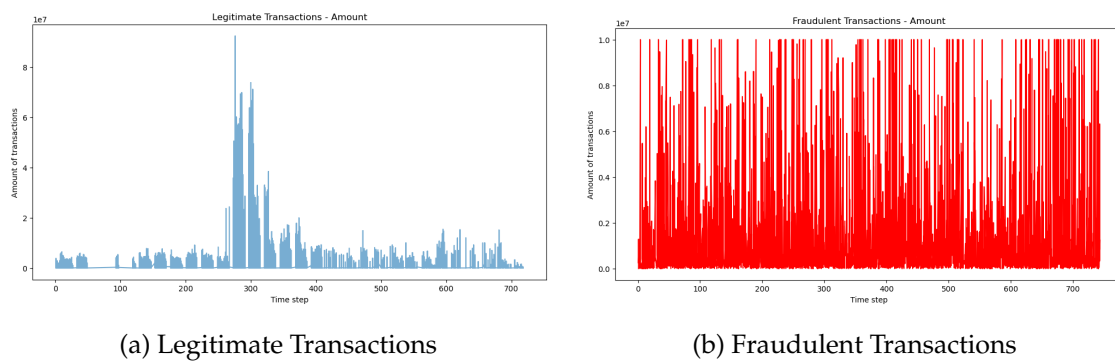 Legitimate Transactions - Amount
1e7
8
6
4
2
0
Amount of transactions
0 100 200 300 400 500 600 700
Time step
(a) Legitimate Transactions
Fraudulent Transactions - Amount
1e7
1.0
0.8
0.6
0.4
0.2
0.0
Amount of transactions
0 100 200 300 400 500 600 700
Time step
(b) Fraudulent Transactions